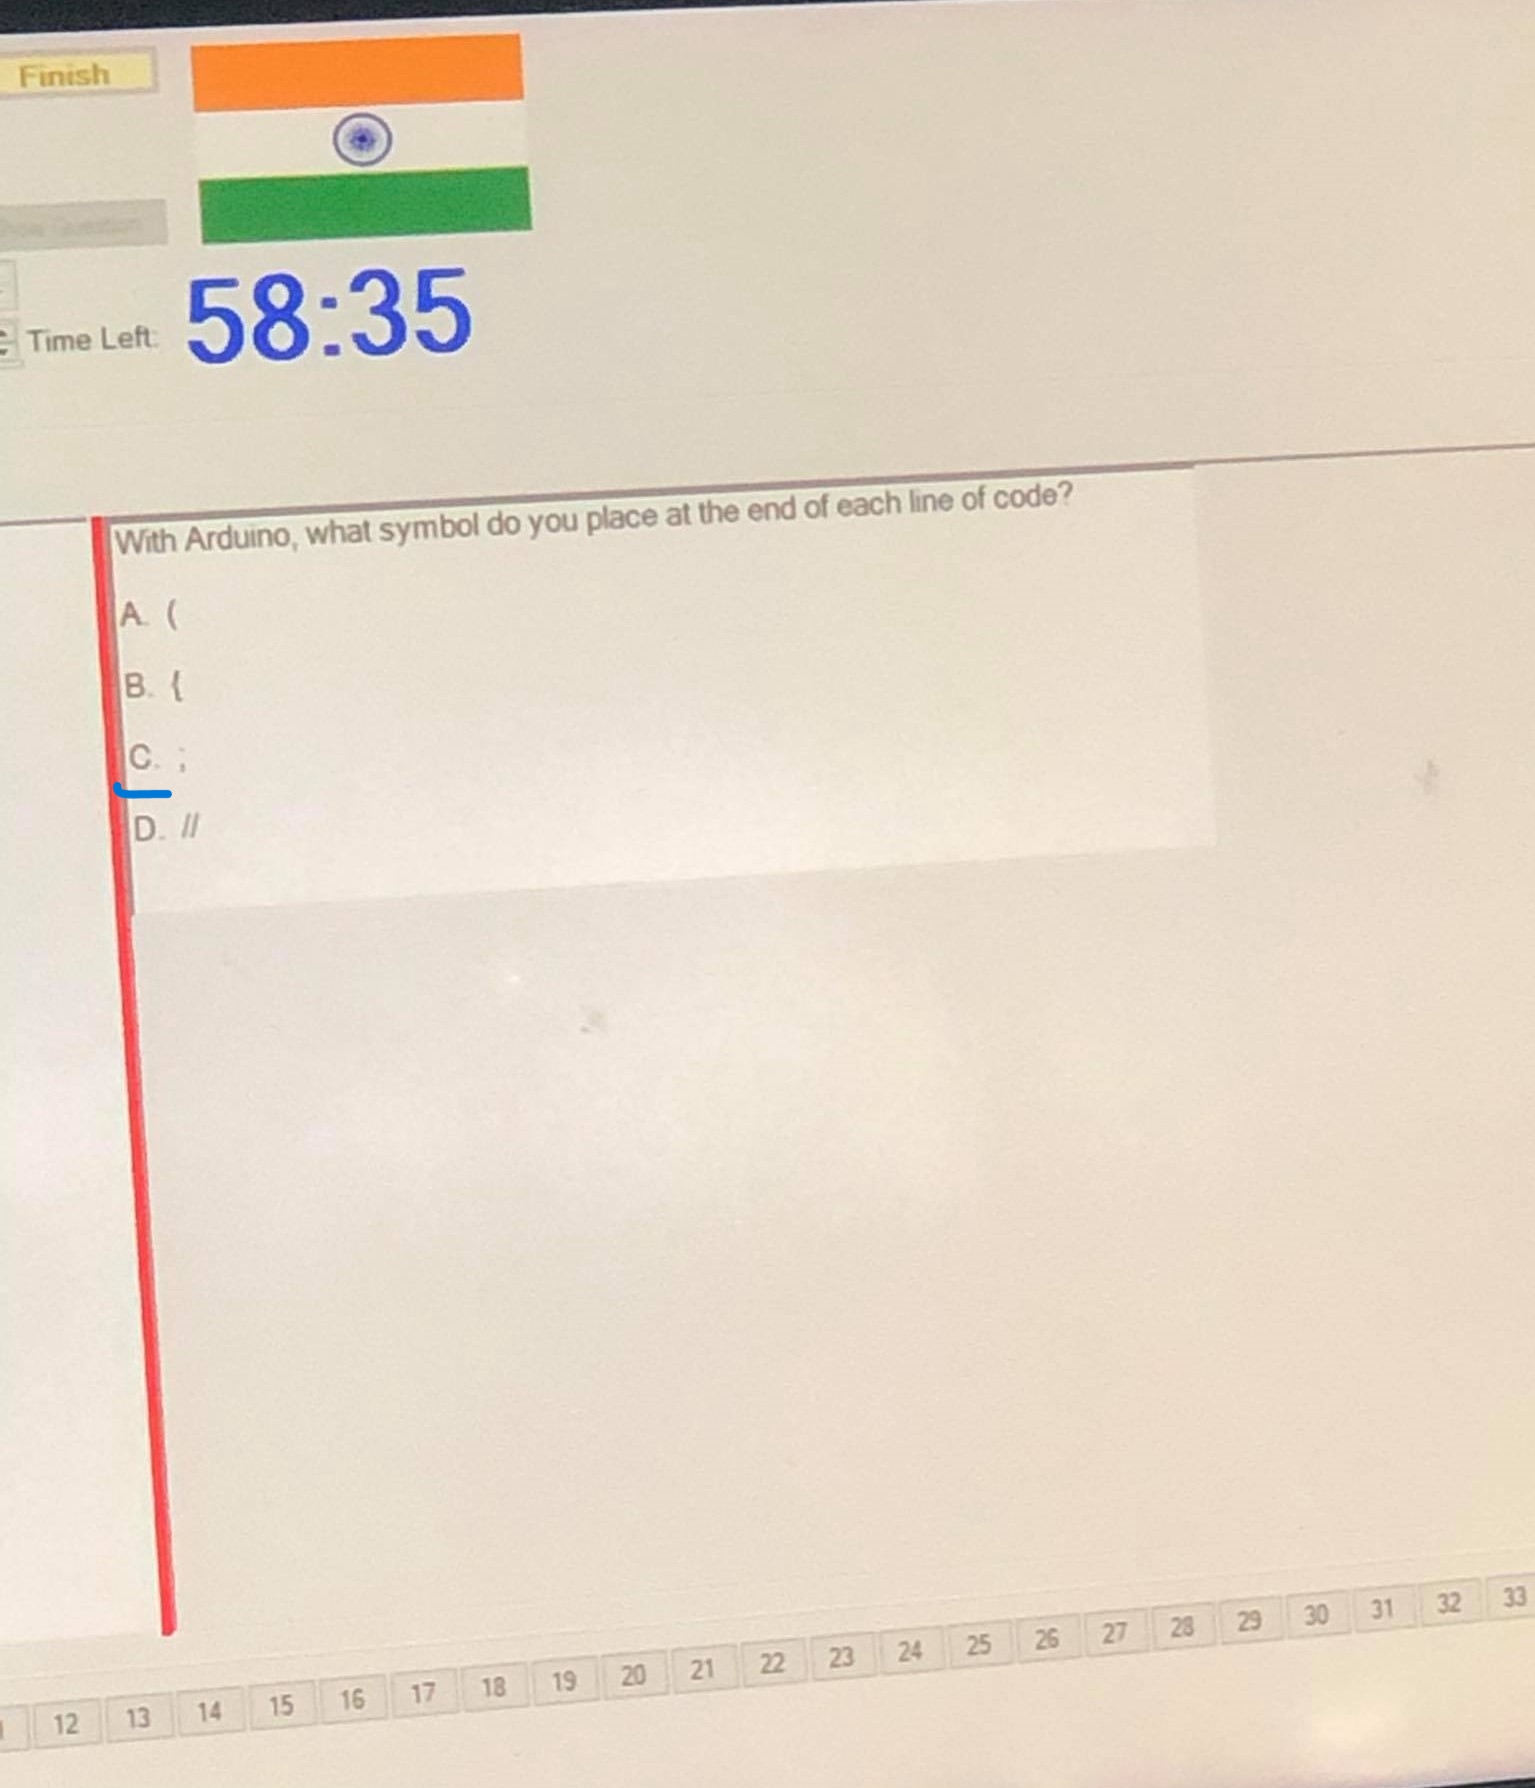 Finish
Time Left: 58:35
With Arduino, what symbol do you place at the end of each line of code?
A. (
B. {
C. ;
D. //
12 13 14 15 16 17 18 19 20 21 22 23 24 25 26 27 28 29 30 31 32 33